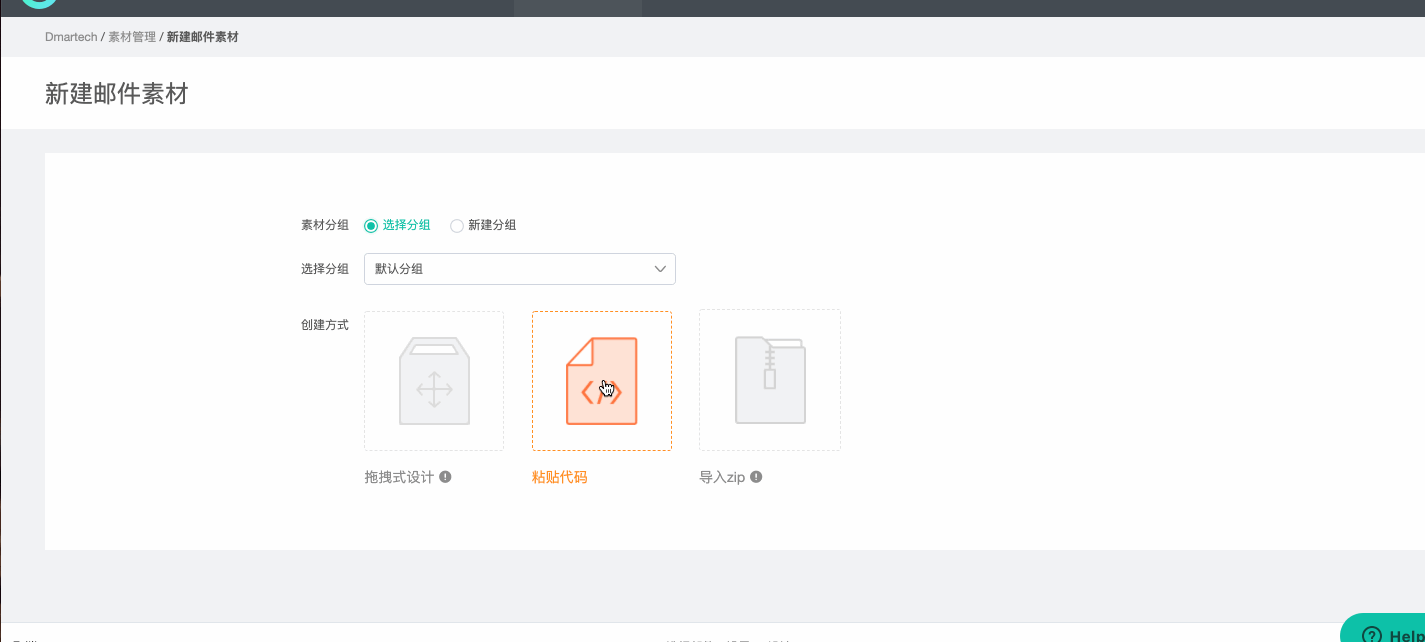 Dmartech / 素材管理 / 新建邮件素材
新建邮件素材
素材分组 选择分组 新建分组
选择分组 默认分组
创建方式
拖拽式设计 粘贴代码 导入zip
Help